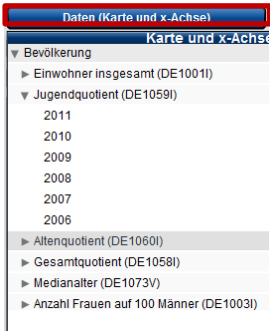 Daten (Karte und x-Achse)
Karte und x-Achse
Bevölkerung
Einwohner insgesamt (DE1001I)
Jugendquotient (DE1059I)
2011
2010
2009
2008
2007
2006
Altenquotient (DE1060I)
Gesamtquotient (DE1058I)
Medianalter (DE1073V)
Anzahl Frauen auf 100 Männer (DE1003I)